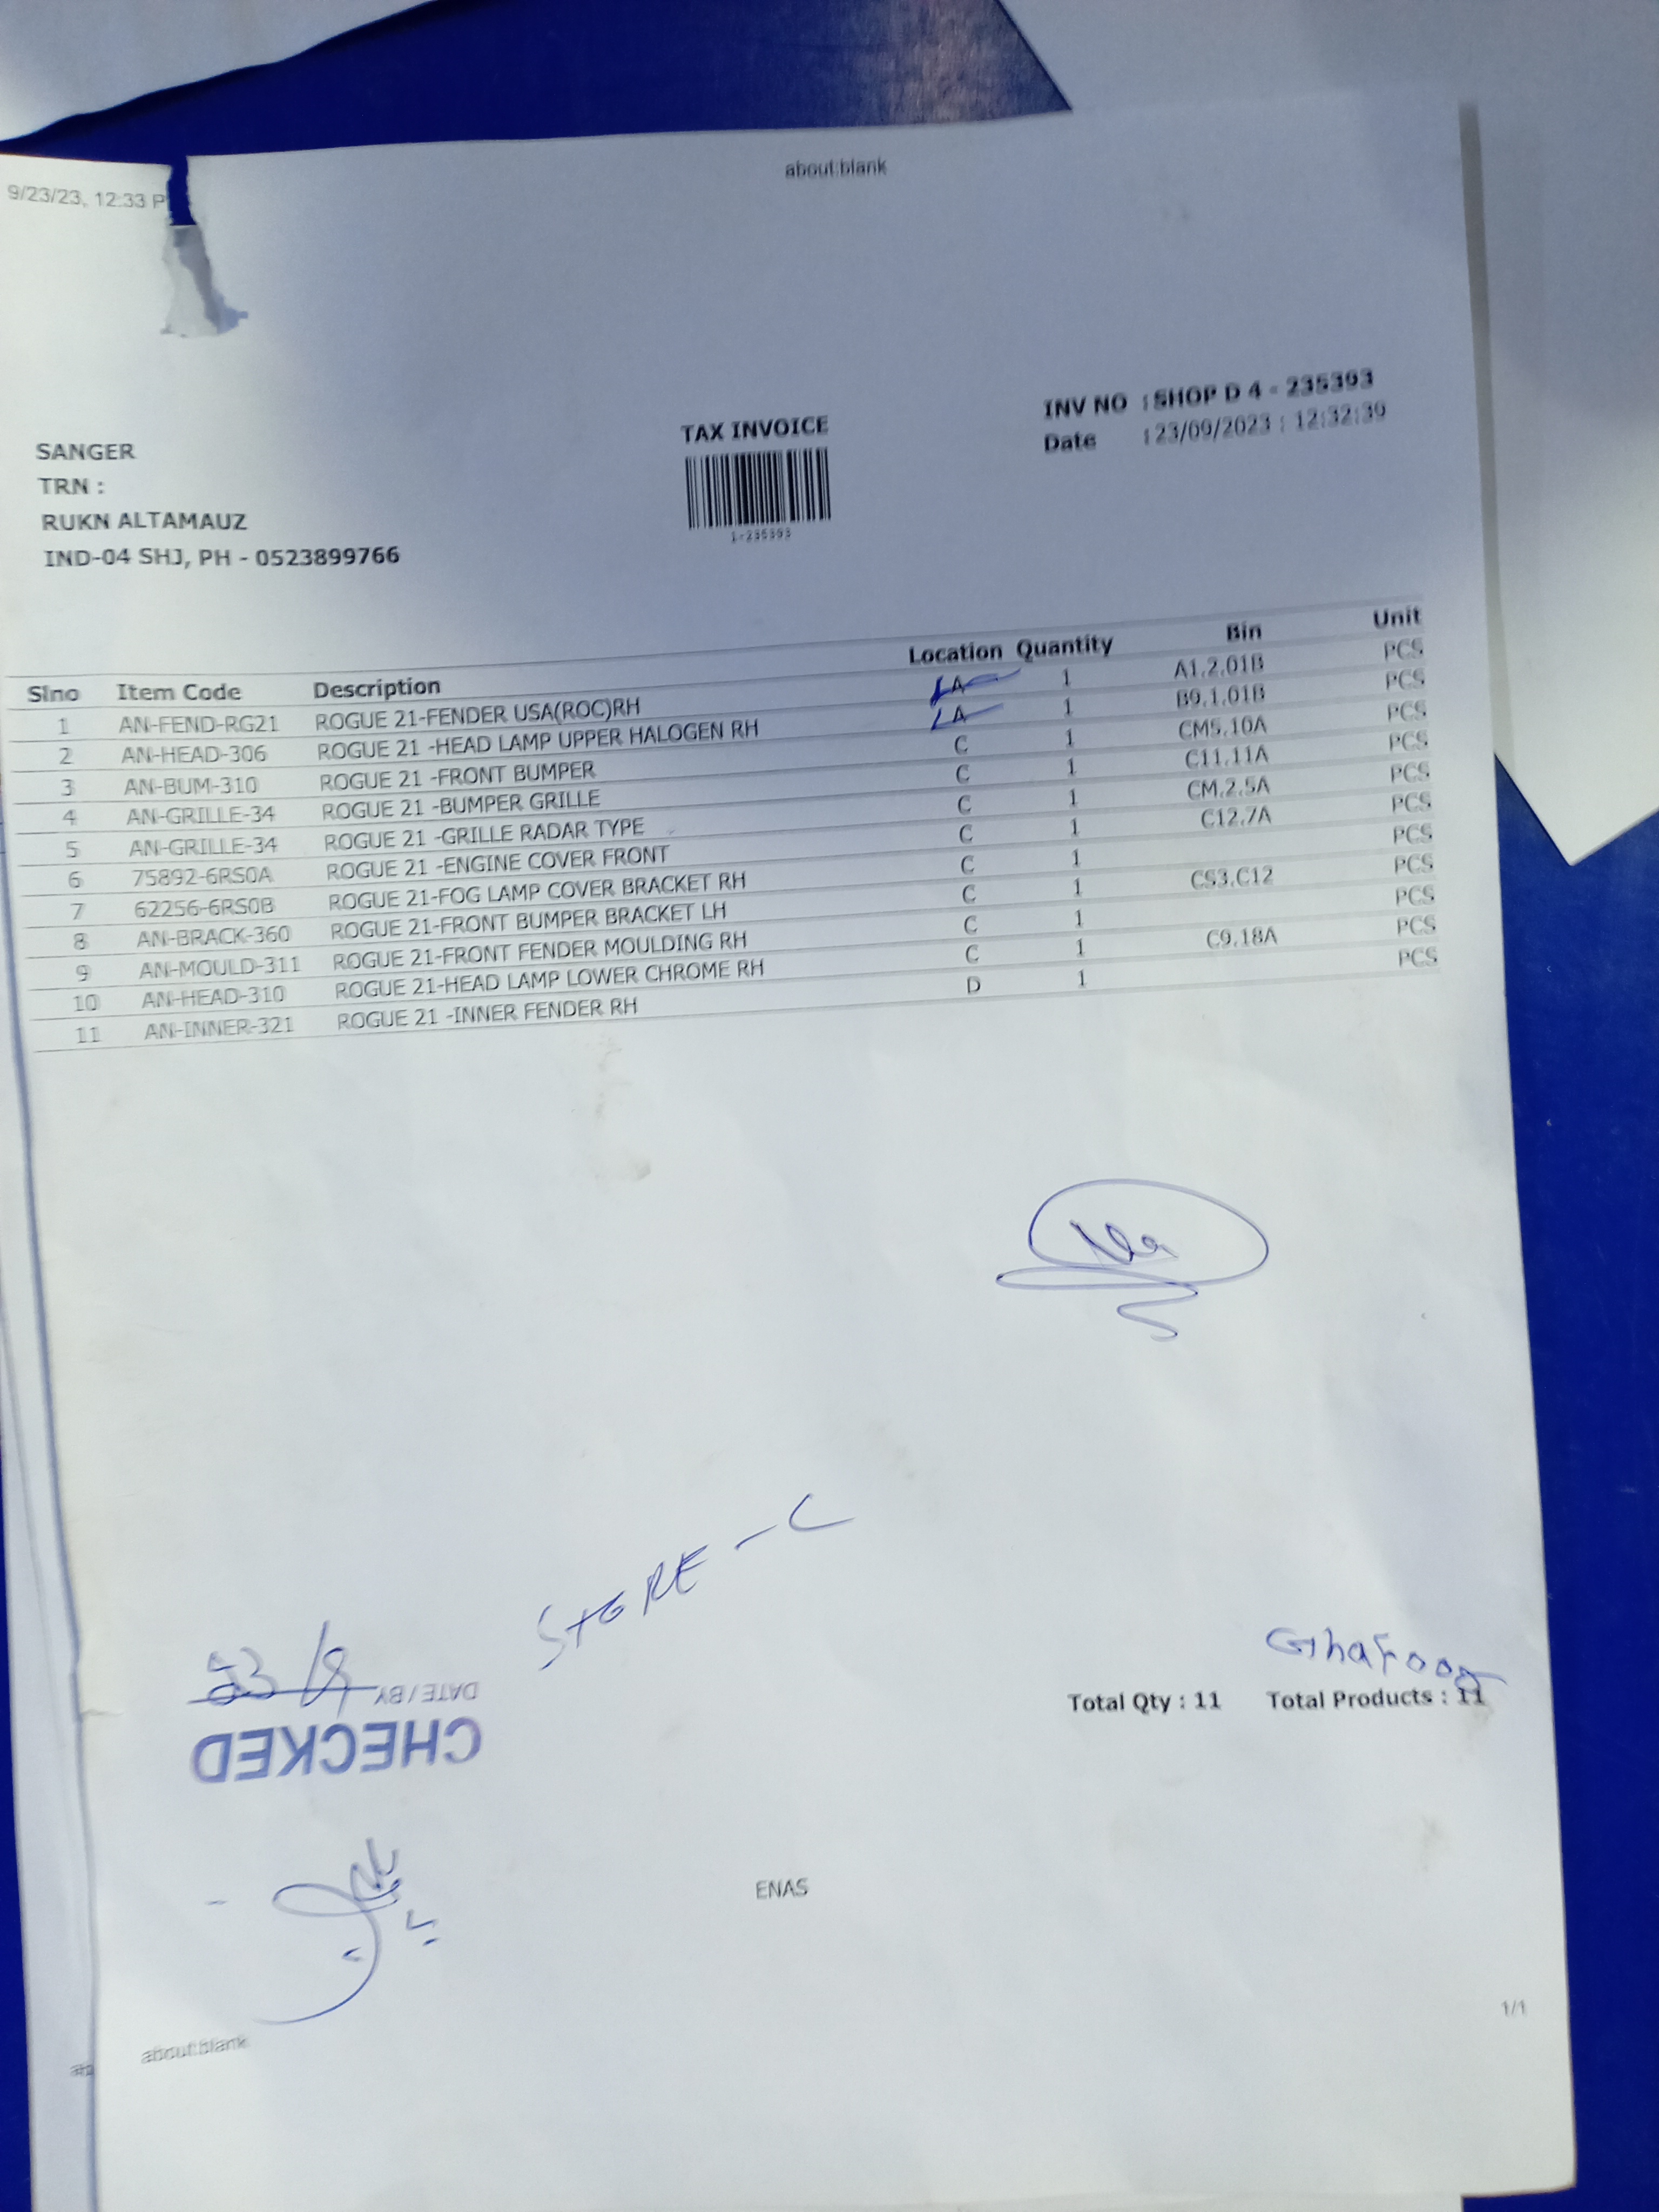 about:blank
9/23/23, 12:33 P
INV NO : SHOP D 4 - 235393
Date : 23/09/2023 : 12:32:39
TAX INVOICE
1-235393
SANGER
TRN :
RUKN ALTAMAUZ
IND-04 SHJ, PH - 0523899766
Slno Item Code Description Location Quantity Bin Unit
1 AN-FEND-RG21 ROGUE 21-FENDER USA(ROC)RH A 1 A1,2,01B PCS
2 AN-HEAD-306 ROGUE 21 -HEAD LAMP UPPER HALOGEN RH A 1 B9,1,01B PCS
3 AN-BUM-310 ROGUE 21 -FRONT BUMPER C 1 CM5,10A PCS
4 AN-GRILLE-34 ROGUE 21 -BUMPER GRILLE C 1 C11,11A PCS
5 AN-GRILLE-34 ROGUE 21 -GRILLE RADAR TYPE C 1 CM,2,5A PCS
6 75892-6RS0A ROGUE 21 -ENGINE COVER FRONT C 1 C12,7A PCS
7 62256-6RS0B ROGUE 21-FOG LAMP COVER BRACKET RH C 1 PCS
8 AN-BRACK-360 ROGUE 21-FRONT BUMPER BRACKET LH C 1 CS3,C12 PCS
9 AN-MOULD-311 ROGUE 21-FRONT FENDER MOULDING RH C 1 PCS
10 AN-HEAD-310 ROGUE 21-HEAD LAMP LOWER CHROME RH C 1 C9,18A PCS
11 AN-INNER-321 ROGUE 21 -INNER FENDER RH D 1 PCS
STORE - C
Ghafoor
Total Qty : 11 Total Products : 11
23/9
DATE / BY
CHECKED
ENAS
1/1
about:blank